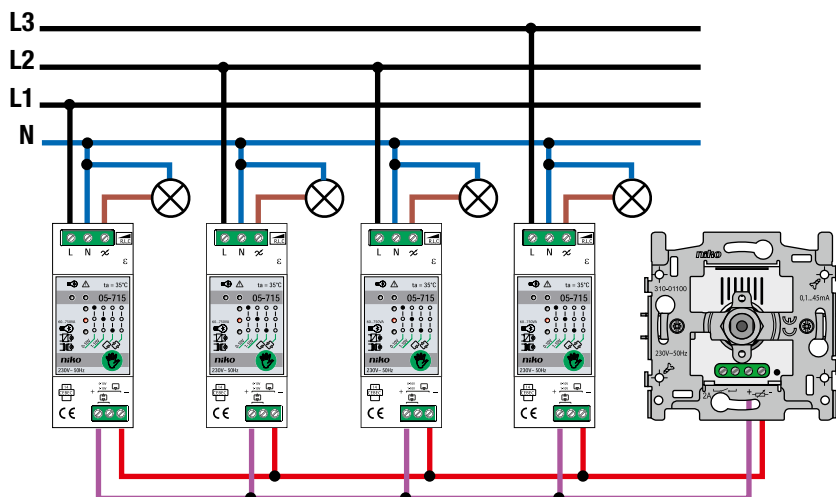 L3
L2
L1
N
L N
R,L,C
ε
ta = 35°C
05-715
niko
230V~ 50Hz
+ −
CE
L N
R,L,C
ε
ta = 35°C
05-715
niko
230V~ 50Hz
+ −
CE
L N
R,L,C
ε
ta = 35°C
05-715
niko
230V~ 50Hz
+ −
CE
L N
R,L,C
ε
ta = 35°C
05-715
niko
230V~ 50Hz
+ −
CE
niko
310-01100
0,1...45mA
CE
230V~50Hz
2A
+ −